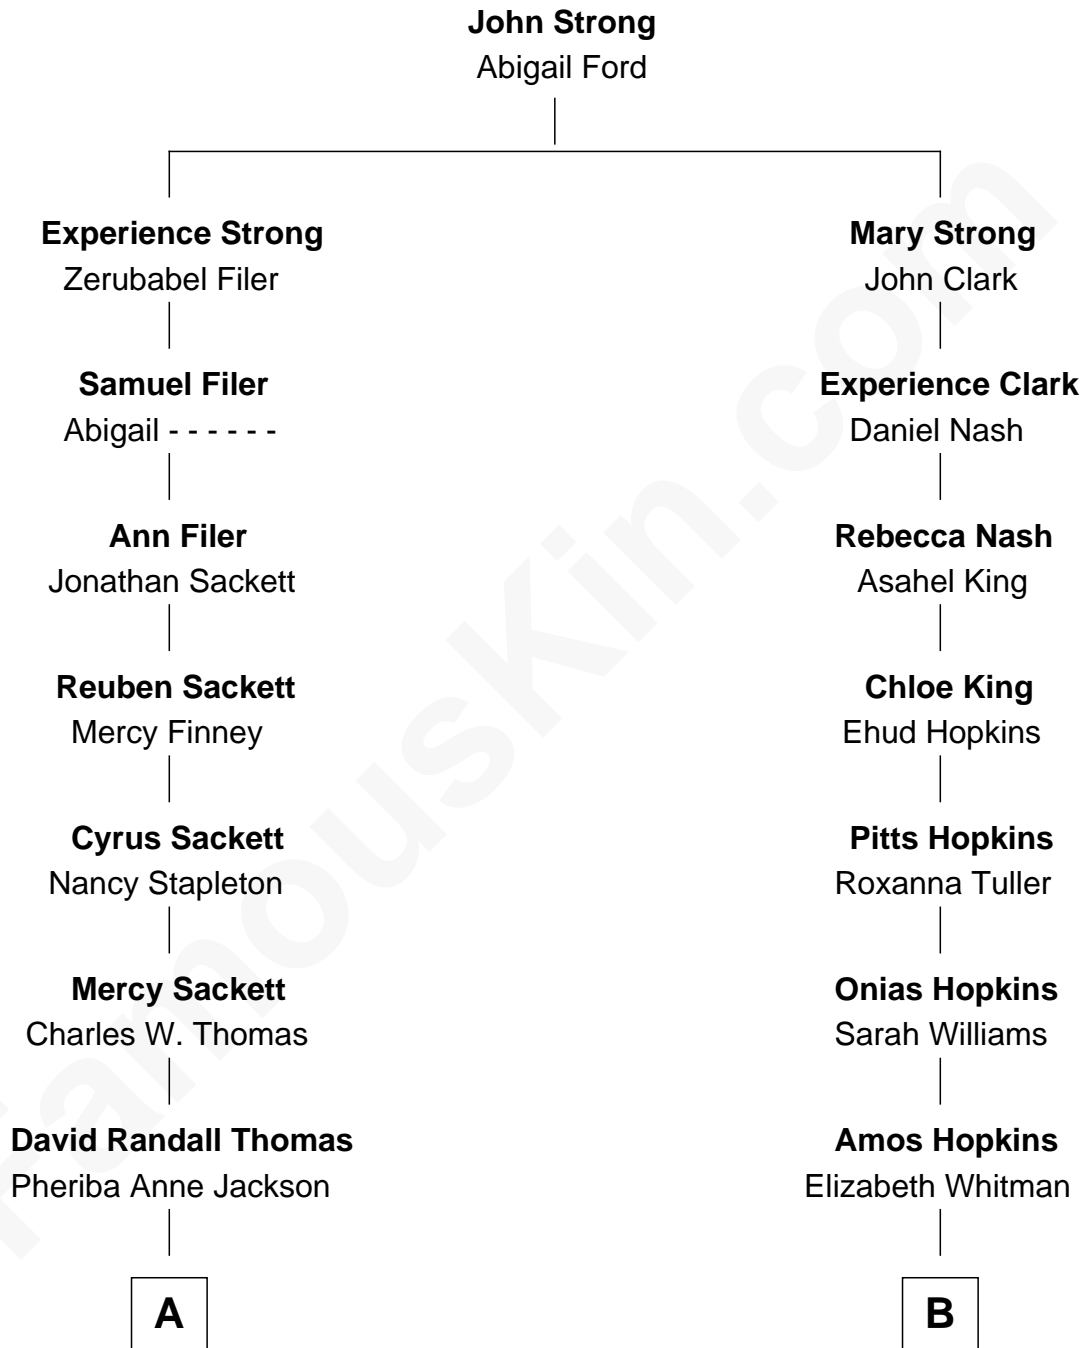 John Strong
Abigail Ford
Experience Strong
Zerubabel Filer
Mary Strong
John Clark
Samuel Filer
Abigail - - - - - -
Experience Clark
Daniel Nash
Ann Filer
Jonathan Sackett
Rebecca Nash
Asahel King
Reuben Sackett
Mercy Finney
Chloe King
Ehud Hopkins
Cyrus Sackett
Nancy Stapleton
Pitts Hopkins
Roxanna Tuller
Mercy Sackett
Charles W. Thomas
Onias Hopkins
Sarah Williams
David Randall Thomas
Pheriba Anne Jackson
Amos Hopkins
Elizabeth Whitman
A
B
FamousKin.com